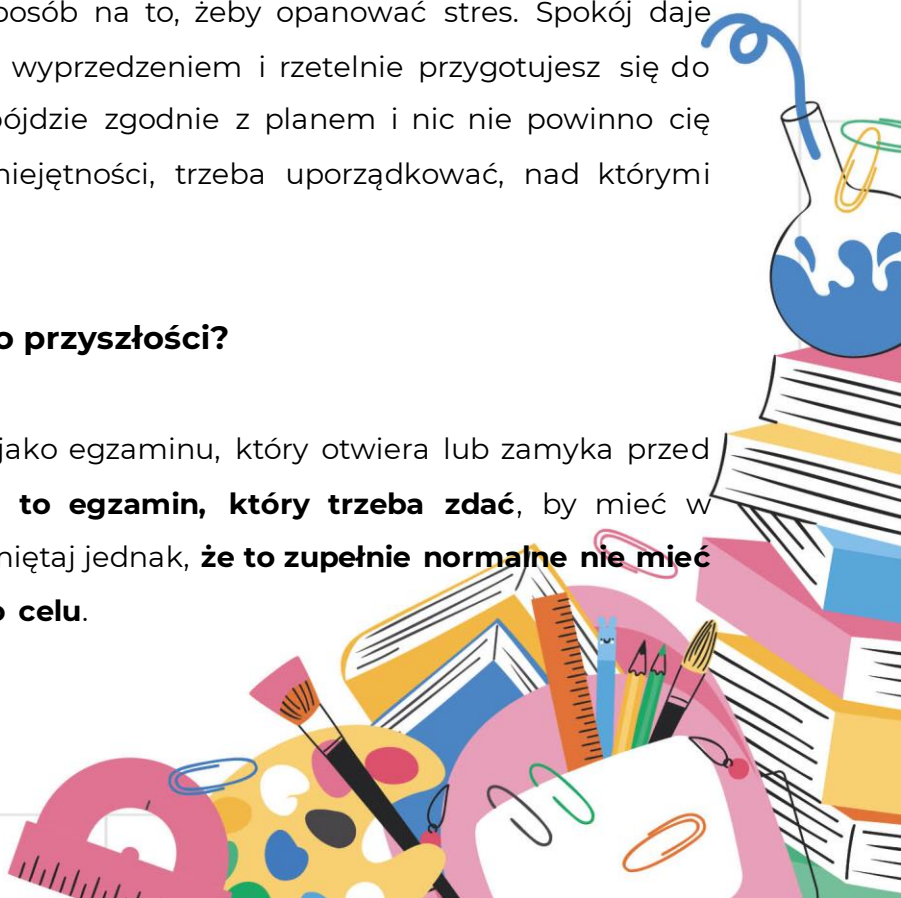 posób na to, żeby opanować stres. Spokój daje
wyprzedzeniem i rzetelnie przygotujesz się do
pójdzie zgodnie z planem i nic nie powinno cię
miejętności, trzeba uporządkować, nad którymi
o przyszłości?
jako egzaminu, który otwiera lub zamyka przed
to egzamin, który trzeba zdać, by mieć w
miętaj jednak, że to zupełnie normalne nie mieć
o celu.